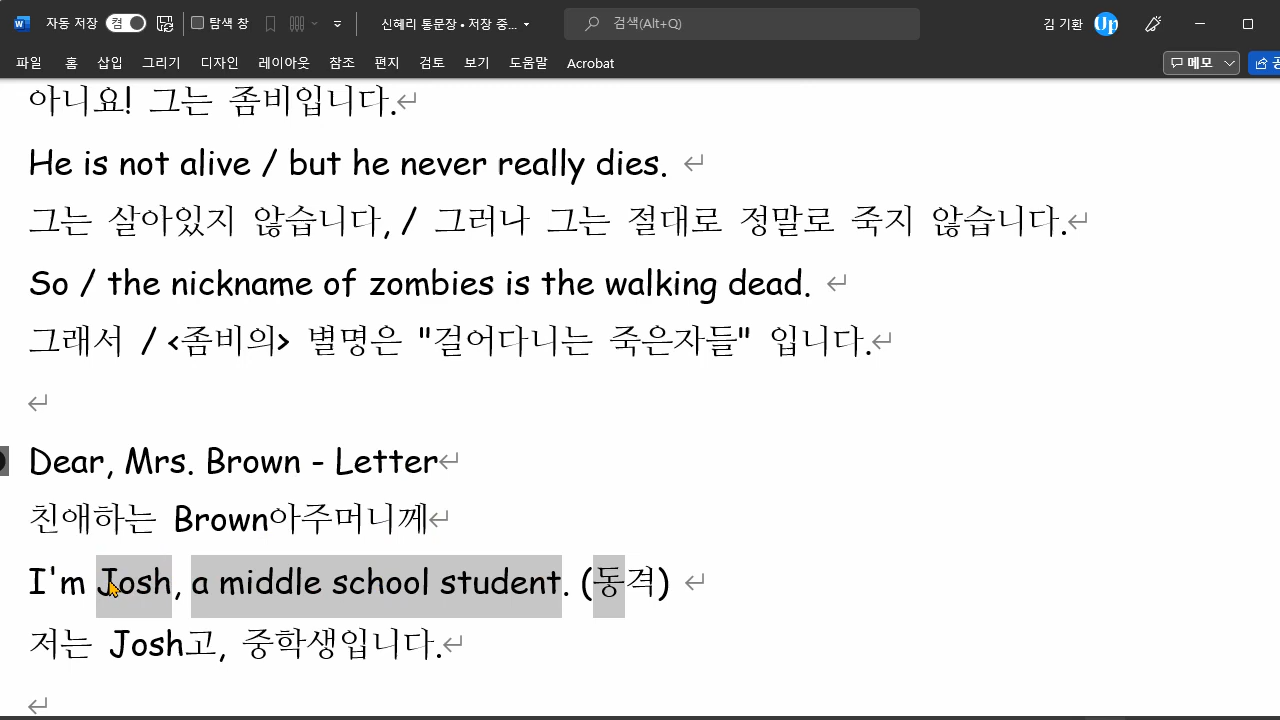 자동 저장 켬 탐색 창 신혜리 통문장 • 저장 중... 검색(Alt+Q) 김 기환 Up
파일 홈 삽입 그리기 디자인 레이아웃 참조 편지 검토 보기 도움말 Acrobat 메모
아니요! 그는 좀비입니다.
He is not alive / but he never really dies.
그는 살아있지 않습니다, / 그러나 그는 절대로 정말로 죽지 않습니다.
So / the nickname of zombies is the walking dead.
그래서 / <좀비의> 별명은 "걸어다니는 죽은자들" 입니다.
Dear, Mrs. Brown - Letter
친애하는 Brown아주머니께
I'm Josh, a middle school student. (동격)
저는 Josh고, 중학생입니다.